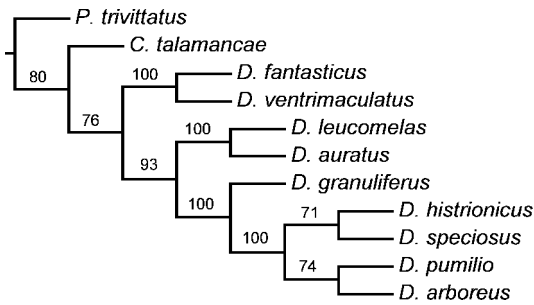 P. trivittatus
C. talamancae
80
100 D. fantasticus
D. ventrimaculatus
76
100 D. leucomelas
D. auratus
93
D. granuliferus
100
71 D. histrionicus
D. speciosus
100
74 D. pumilio
D. arboreus